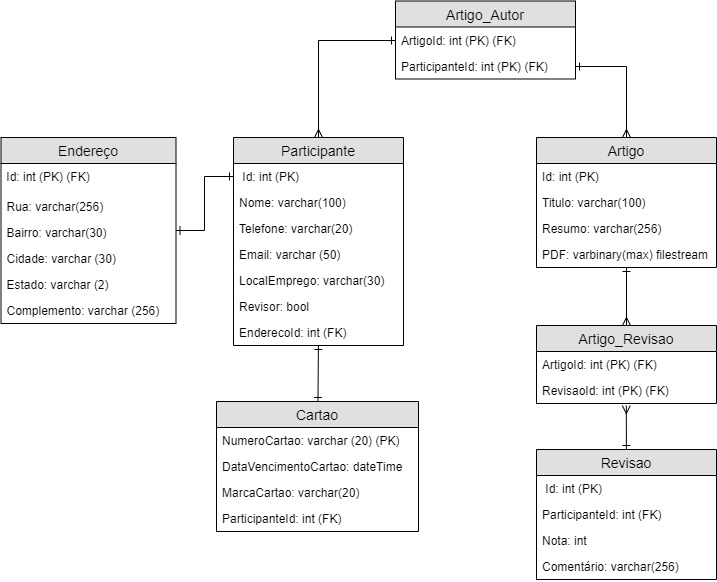 Artigo_Autor
ArtigoId: int (PK) (FK)
ParticipanteId: int (PK) (FK)
Endereço
Id: int (PK) (FK)
Rua: varchar(256)
Bairro: varchar(30)
Cidade: varchar (30)
Estado: varchar (2)
Complemento: varchar (256)
Participante
Id: int (PK)
Nome: varchar(100)
Telefone: varchar(20)
Email: varchar (50)
LocalEmprego: varchar(30)
Revisor: bool
EnderecoId: int (FK)
Artigo
Id: int (PK)
Titulo: varchar(100)
Resumo: varchar(256)
PDF: varbinary(max) filestream
Artigo_Revisao
ArtigoId: int (PK) (FK)
RevisaoId: int (PK) (FK)
Cartao
NumeroCartao: varchar (20) (PK)
DataVencimentoCartao: dateTime
MarcaCartao: varchar(20)
ParticipanteId: int (FK)
Revisao
Id: int (PK)
ParticipanteId: int (FK)
Nota: int
Comentário: varchar(256)